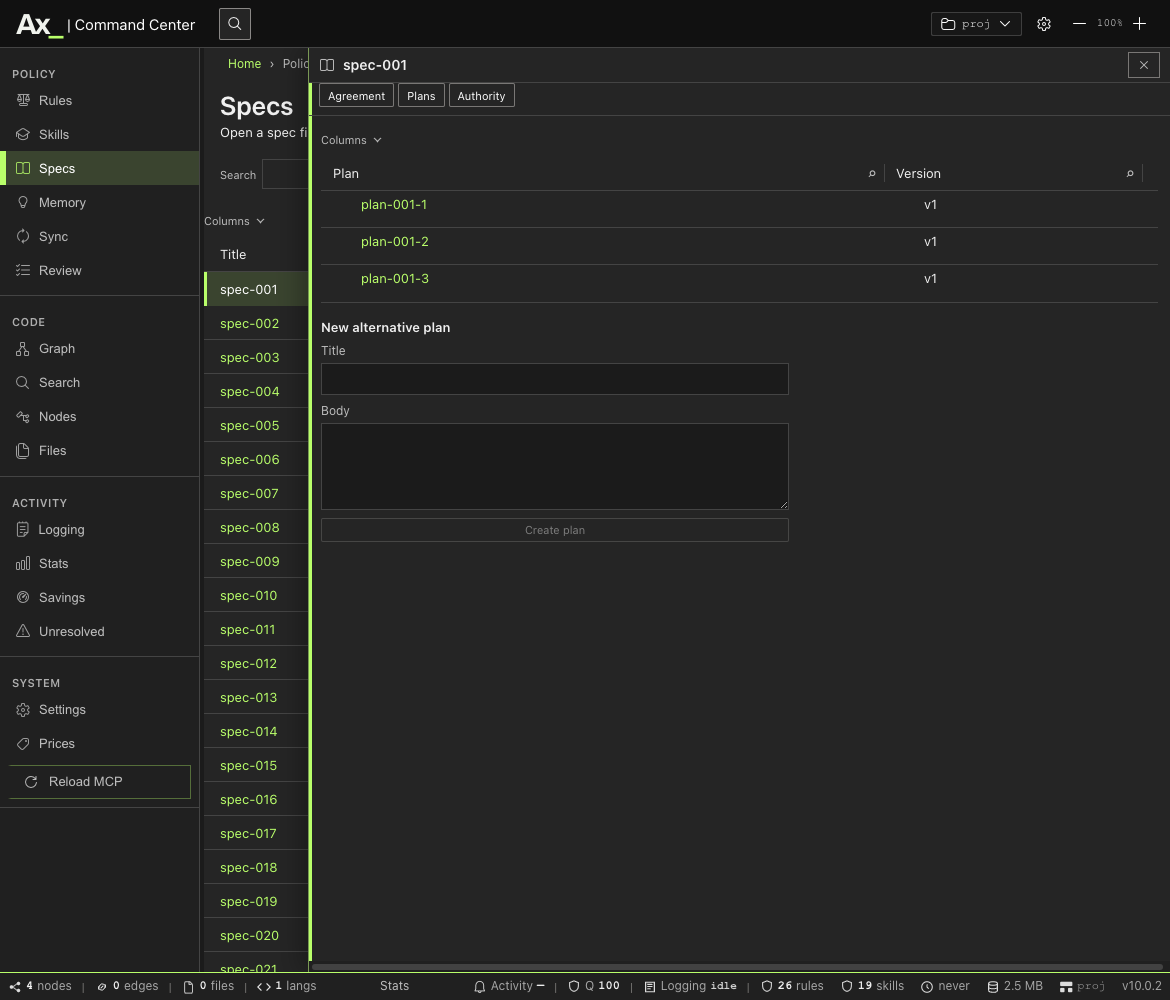 Ax_ | Command Center
proj
100%
POLICY
Rules
Skills
Specs
Memory
Sync
Review
CODE
Graph
Search
Nodes
Files
ACTIVITY
Logging
Stats
Savings
Unresolved
SYSTEM
Settings
Prices
Reload MCP
Home › Polic
Specs
Open a spec fi
Search
Columns
Title
spec-001
spec-002
spec-003
spec-004
spec-005
spec-006
spec-007
spec-008
spec-009
spec-010
spec-011
spec-012
spec-013
spec-014
spec-015
spec-016
spec-017
spec-018
spec-019
spec-020
spec-021
spec-001
Agreement Plans Authority
Columns
Plan Version
plan-001-1 v1
plan-001-2 v1
plan-001-3 v1
New alternative plan
Title
Body
Create plan
4 nodes | 0 edges | 0 files | 1 langs Stats Activity – | Q 100 | Logging idle | 26 rules 19 skills never 2.5 MB proj v10.0.2